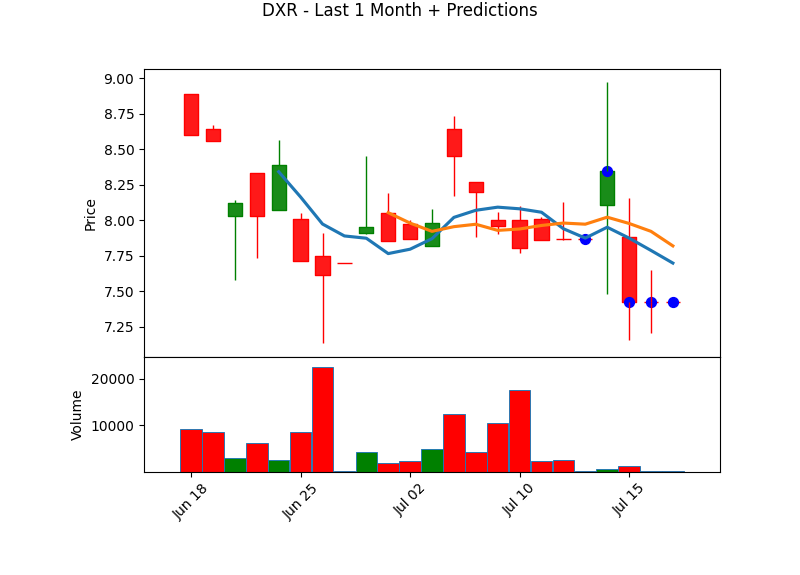 DXR - Last 1 Month + Predictions
9.00
8.75
8.50
8.25
8.00
7.75
7.50
7.25
Price
20000
10000
Volume
Jun 18
Jun 25
Jul 02
Jul 10
Jul 15